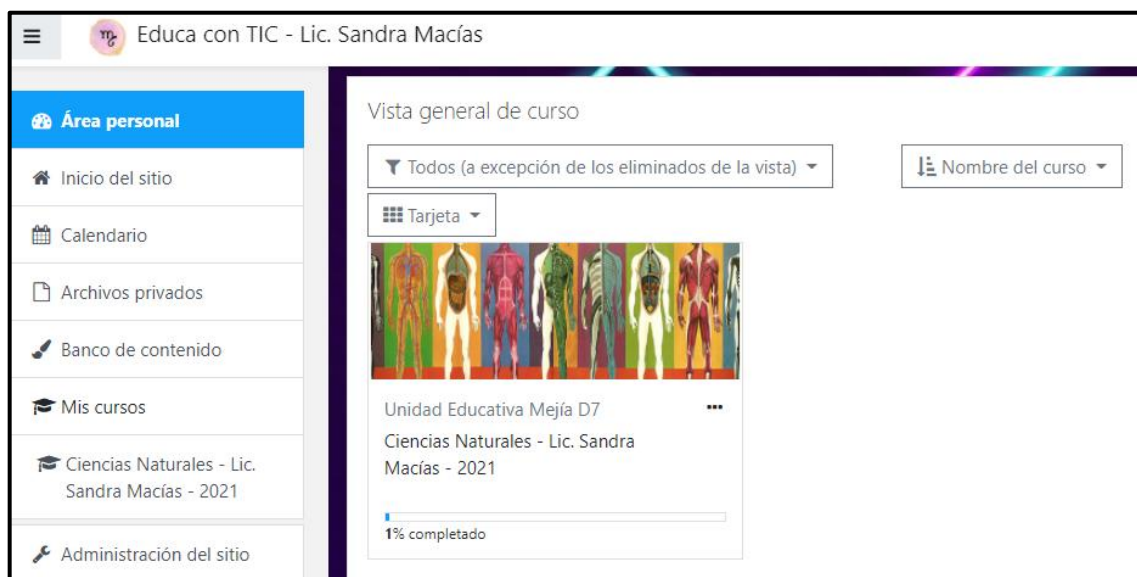 Educa con TIC - Lic. Sandra Macías
Área personal
Inicio del sitio
Calendario
Archivos privados
Banco de contenido
Mis cursos
Ciencias Naturales - Lic.
Sandra Macías - 2021
Administración del sitio
Vista general de curso
Todos (a excepción de los eliminados de la vista)
Nombre del curso
Tarjeta
Unidad Educativa Mejía D7
Ciencias Naturales - Lic. Sandra
Macías - 2021
1% completado